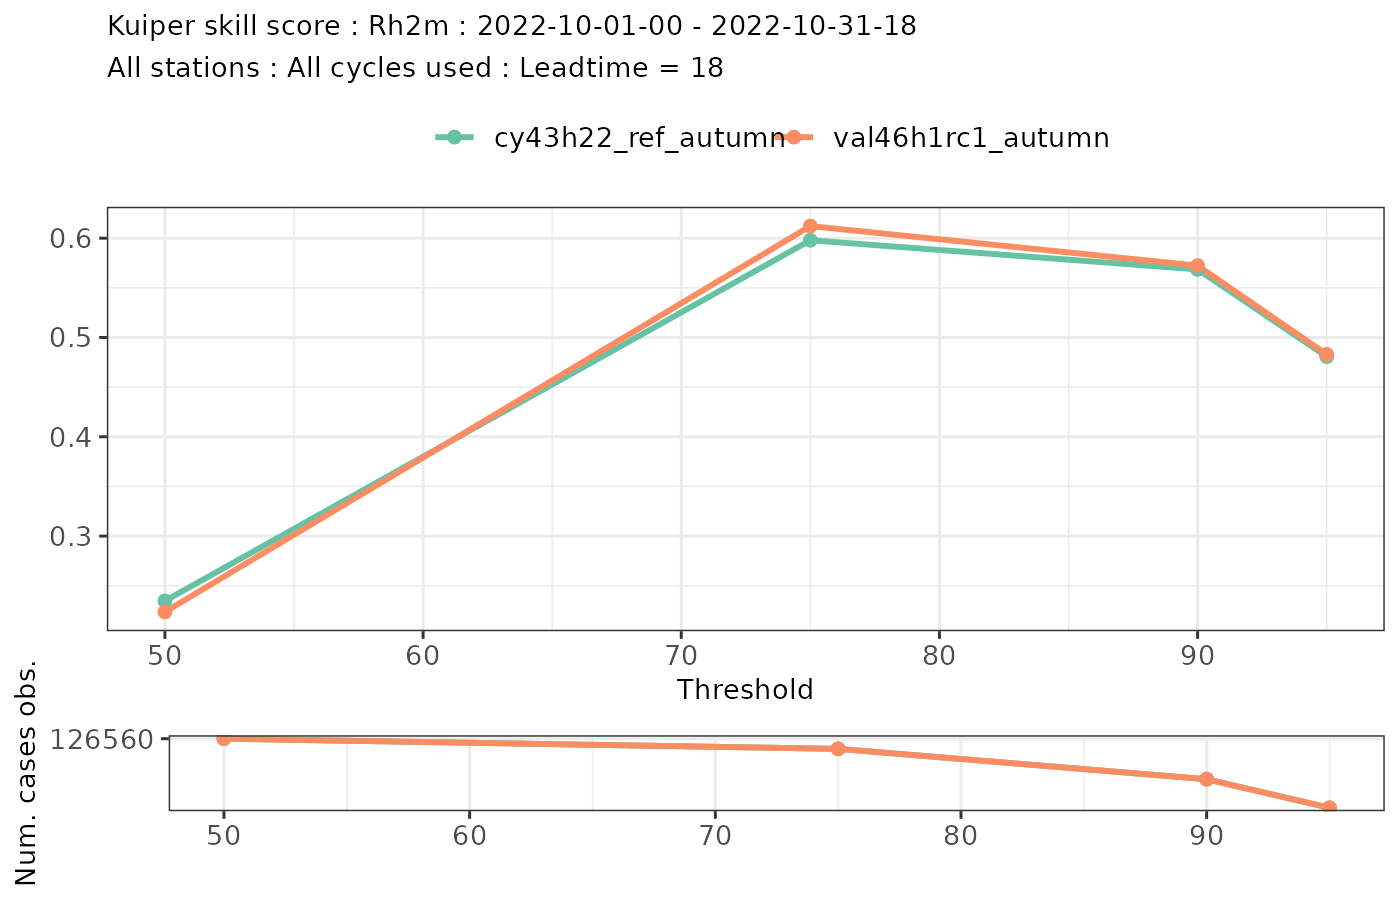 Kuiper skill score : Rh2m : 2022-10-01-00 - 2022-10-31-18
All stations : All cycles used : Leadtime = 18
cy43h22_ref_autumn val46h1rc1_autumn
0.6
0.5
0.4
0.3
50 60 70 80 90
Threshold
Num. cases obs.
126560
50 60 70 80 90